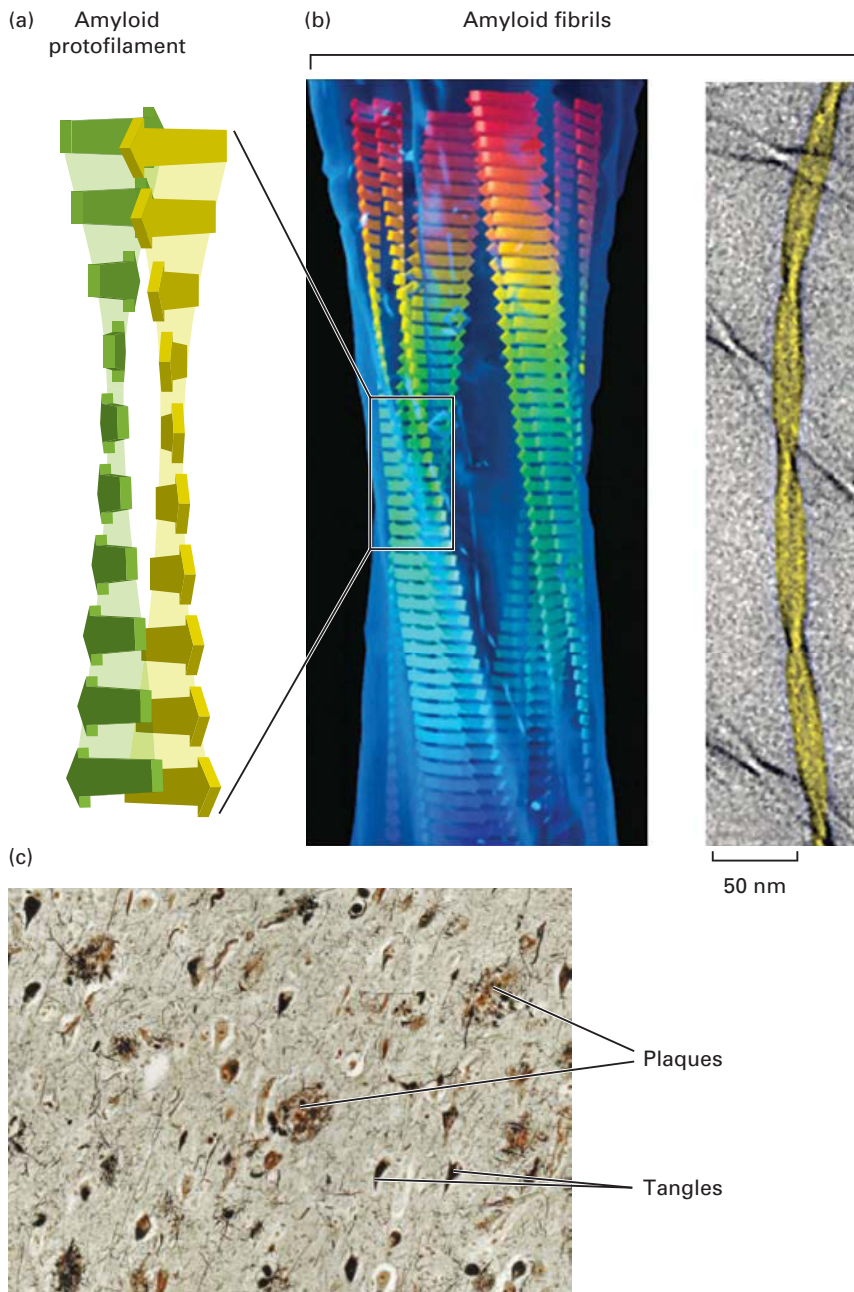 (a)
Amyloid
protofilament
(b)
Amyloid fibrils
50 nm
(c)
Plaques
Tangles